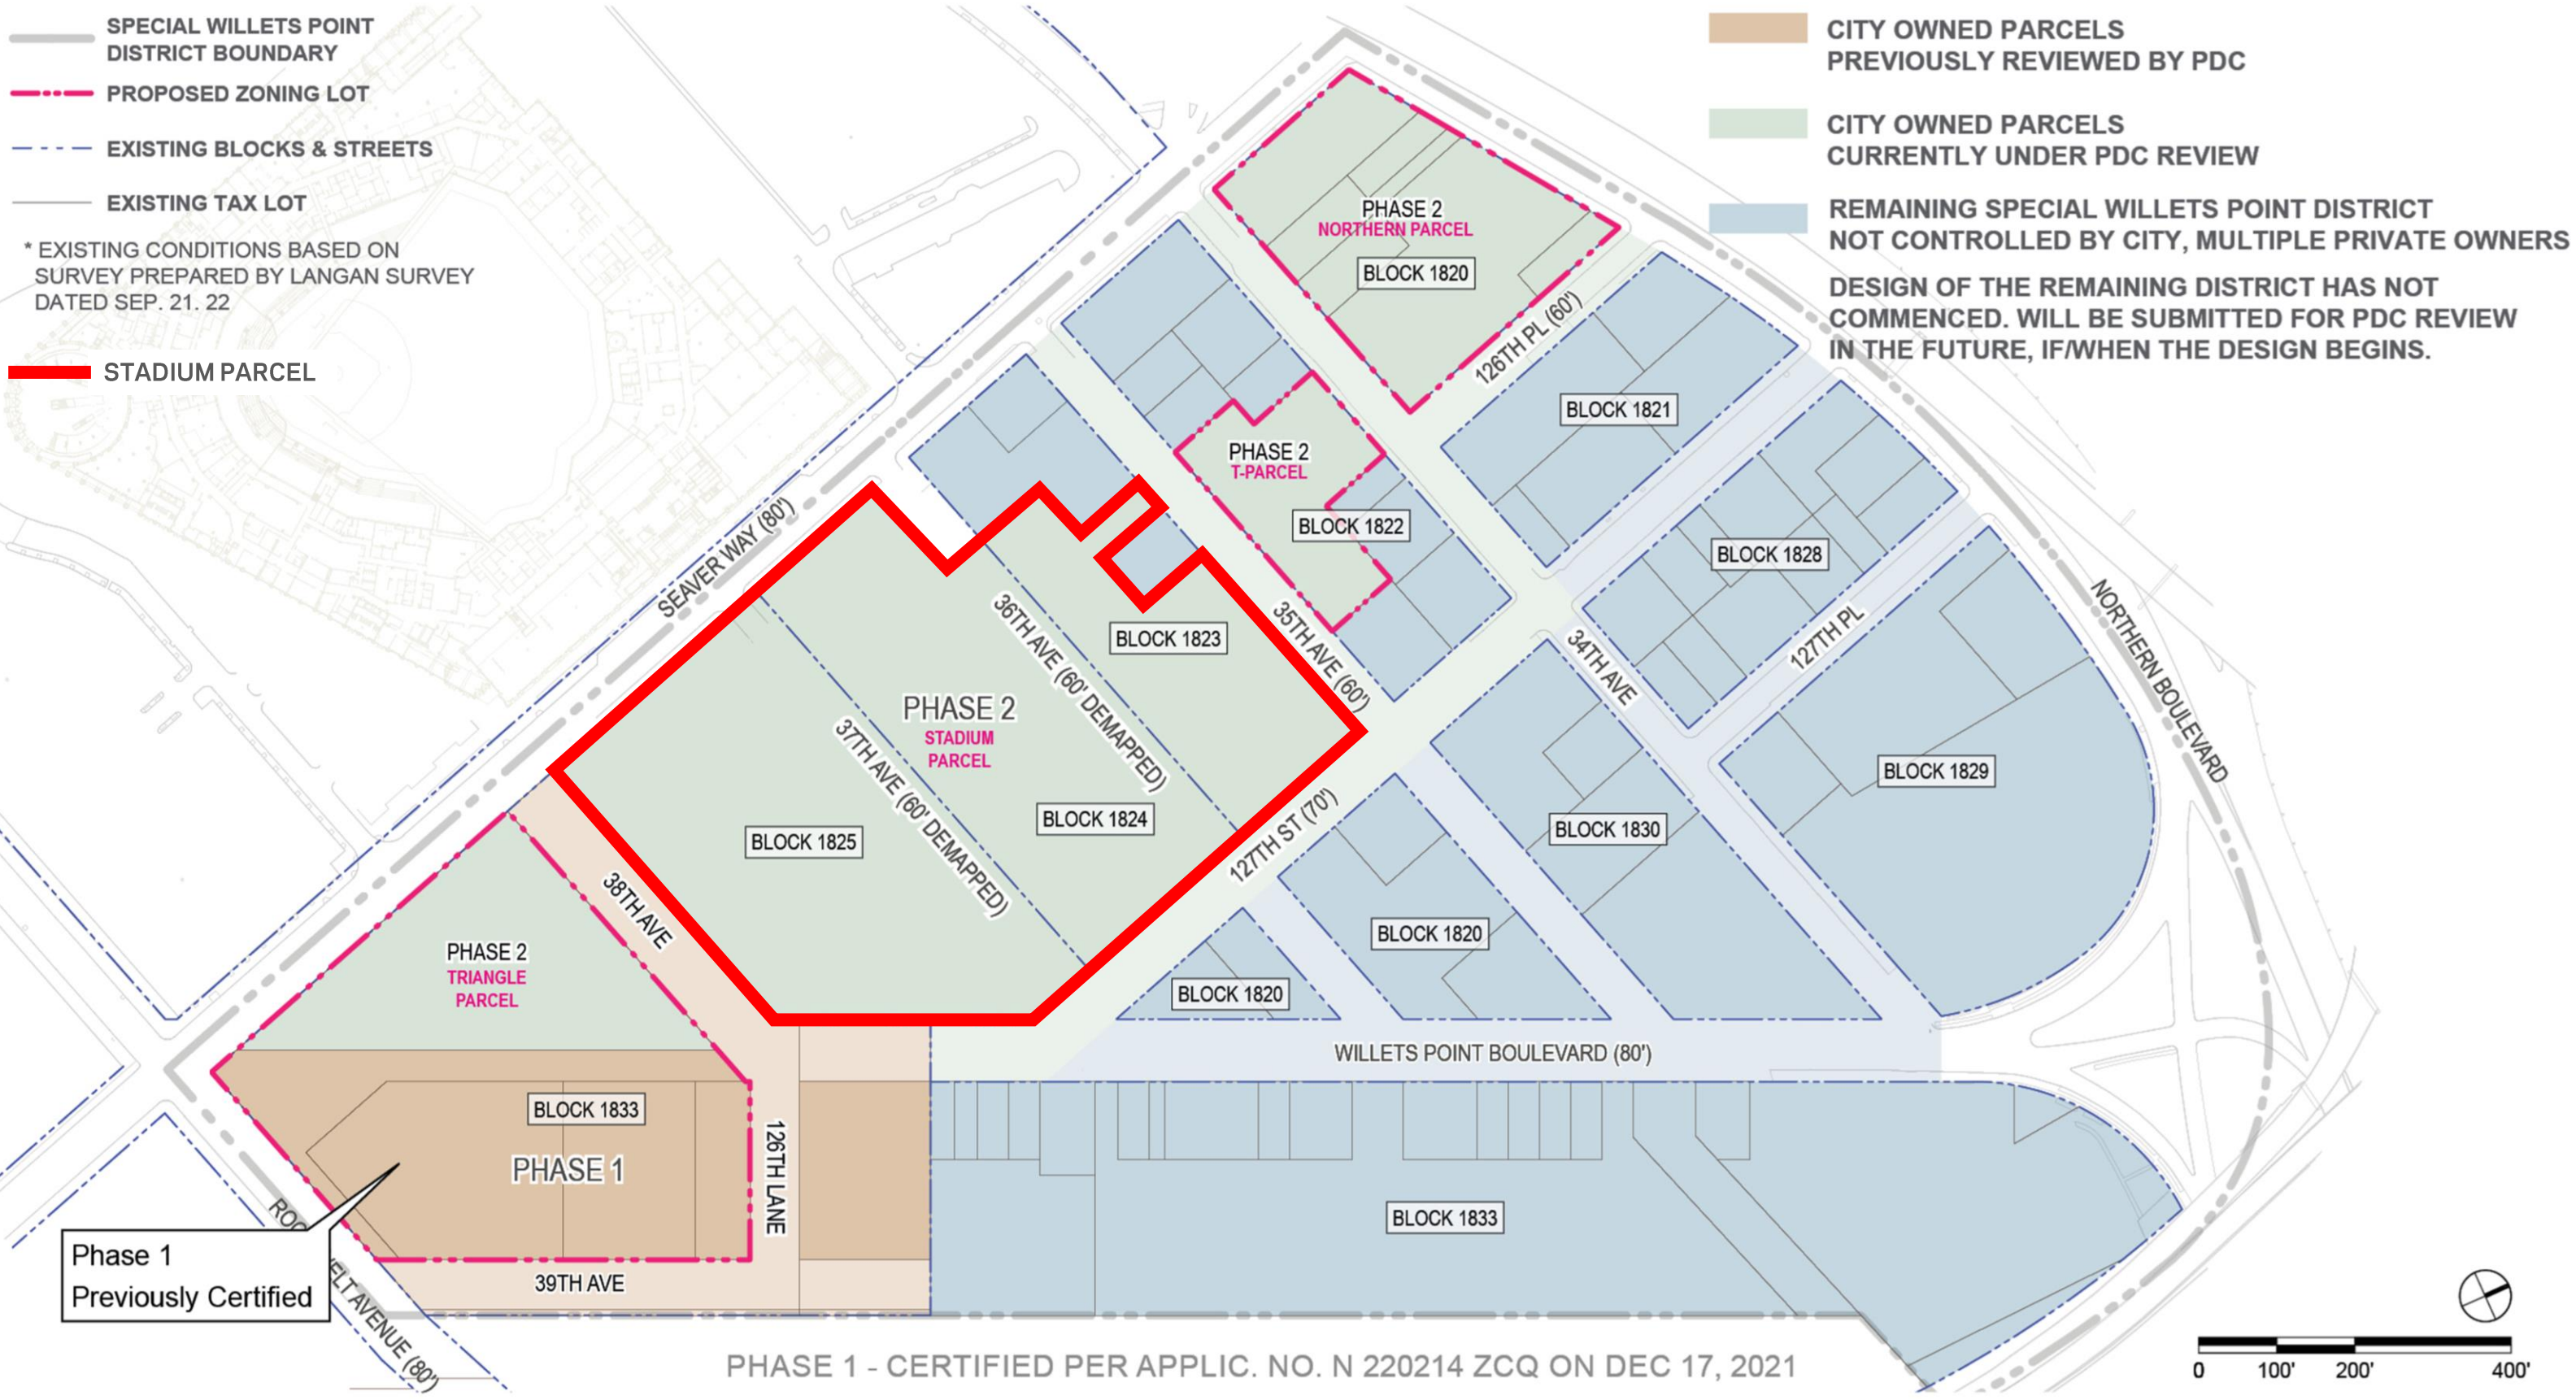 SPECIAL WILLETS POINT
DISTRICT BOUNDARY
PROPOSED ZONING LOT
EXISTING BLOCKS & STREETS
EXISTING TAX LOT
* EXISTING CONDITIONS BASED ON
SURVEY PREPARED BY LANGAN SURVEY
DATED SEP. 21. 22
STADIUM PARCEL
CITY OWNED PARCELS
PREVIOUSLY REVIEWED BY PDC
CITY OWNED PARCELS
CURRENTLY UNDER PDC REVIEW
REMAINING SPECIAL WILLETS POINT DISTRICT
NOT CONTROLLED BY CITY, MULTIPLE PRIVATE OWNERS
DESIGN OF THE REMAINING DISTRICT HAS NOT
COMMENCED. WILL BE SUBMITTED FOR PDC REVIEW
IN THE FUTURE, IF/WHEN THE DESIGN BEGINS.
PHASE 2
NORTHERN PARCEL
BLOCK 1820
126TH PL (60')
BLOCK 1821
PHASE 2
T-PARCEL
BLOCK 1822
BLOCK 1828
SEAVER WAY (80')
36TH AVE (60' DEMAPPED)
BLOCK 1823
35TH AVE (60')
34TH AVE
127TH PL
NORTHERN BOULEVARD
PHASE 2
STADIUM
PARCEL
37TH AVE (60' DEMAPPED)
BLOCK 1824
BLOCK 1825
127TH ST (70')
BLOCK 1830
BLOCK 1829
38TH AVE
BLOCK 1820
PHASE 2
TRIANGLE
PARCEL
BLOCK 1820
WILLETS POINT BOULEVARD (80')
BLOCK 1833
PHASE 1
126TH LANE
BLOCK 1833
Phase 1
Previously Certified
39TH AVE
ROO
ELT AVENUE (80')
PHASE 1 - CERTIFIED PER APPLIC. NO. N 220214 ZCQ ON DEC 17, 2021
0 100' 200' 400'